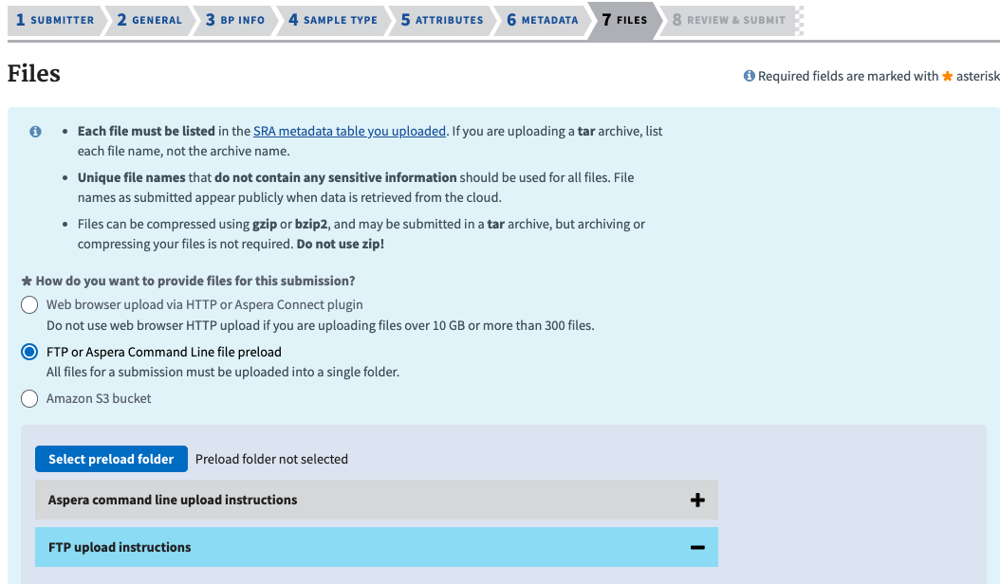 1 SUBMITTER 2 GENERAL 3 BP INFO 4 SAMPLE TYPE 5 ATTRIBUTES 6 METADATA 7 FILES 8 REVIEW & SUBMIT
Files
Required fields are marked with * asterisk
• Each file must be listed in the SRA metadata table you uploaded. If you are uploading a tar archive, list
each file name, not the archive name.
• Unique file names that do not contain any sensitive information should be used for all files. File
names as submitted appear publicly when data is retrieved from the cloud.
• Files can be compressed using gzip or bzip2, and may be submitted in a tar archive, but archiving or
compressing your files is not required. Do not use zip!
* How do you want to provide files for this submission?
Web browser upload via HTTP or Aspera Connect plugin
Do not use web browser HTTP upload if you are uploading files over 10 GB or more than 300 files.
FTP or Aspera Command Line file preload
All files for a submission must be uploaded into a single folder.
Amazon S3 bucket
Select preload folder Preload folder not selected
Aspera command line upload instructions
FTP upload instructions